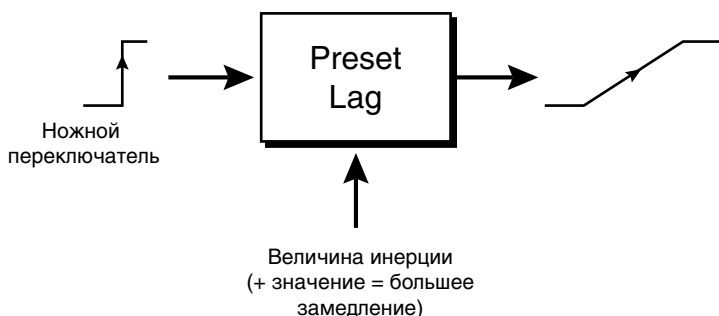 Preset
Lag
Ножной
переключатель
Величина инерции
(+ значение = большее
замедление)